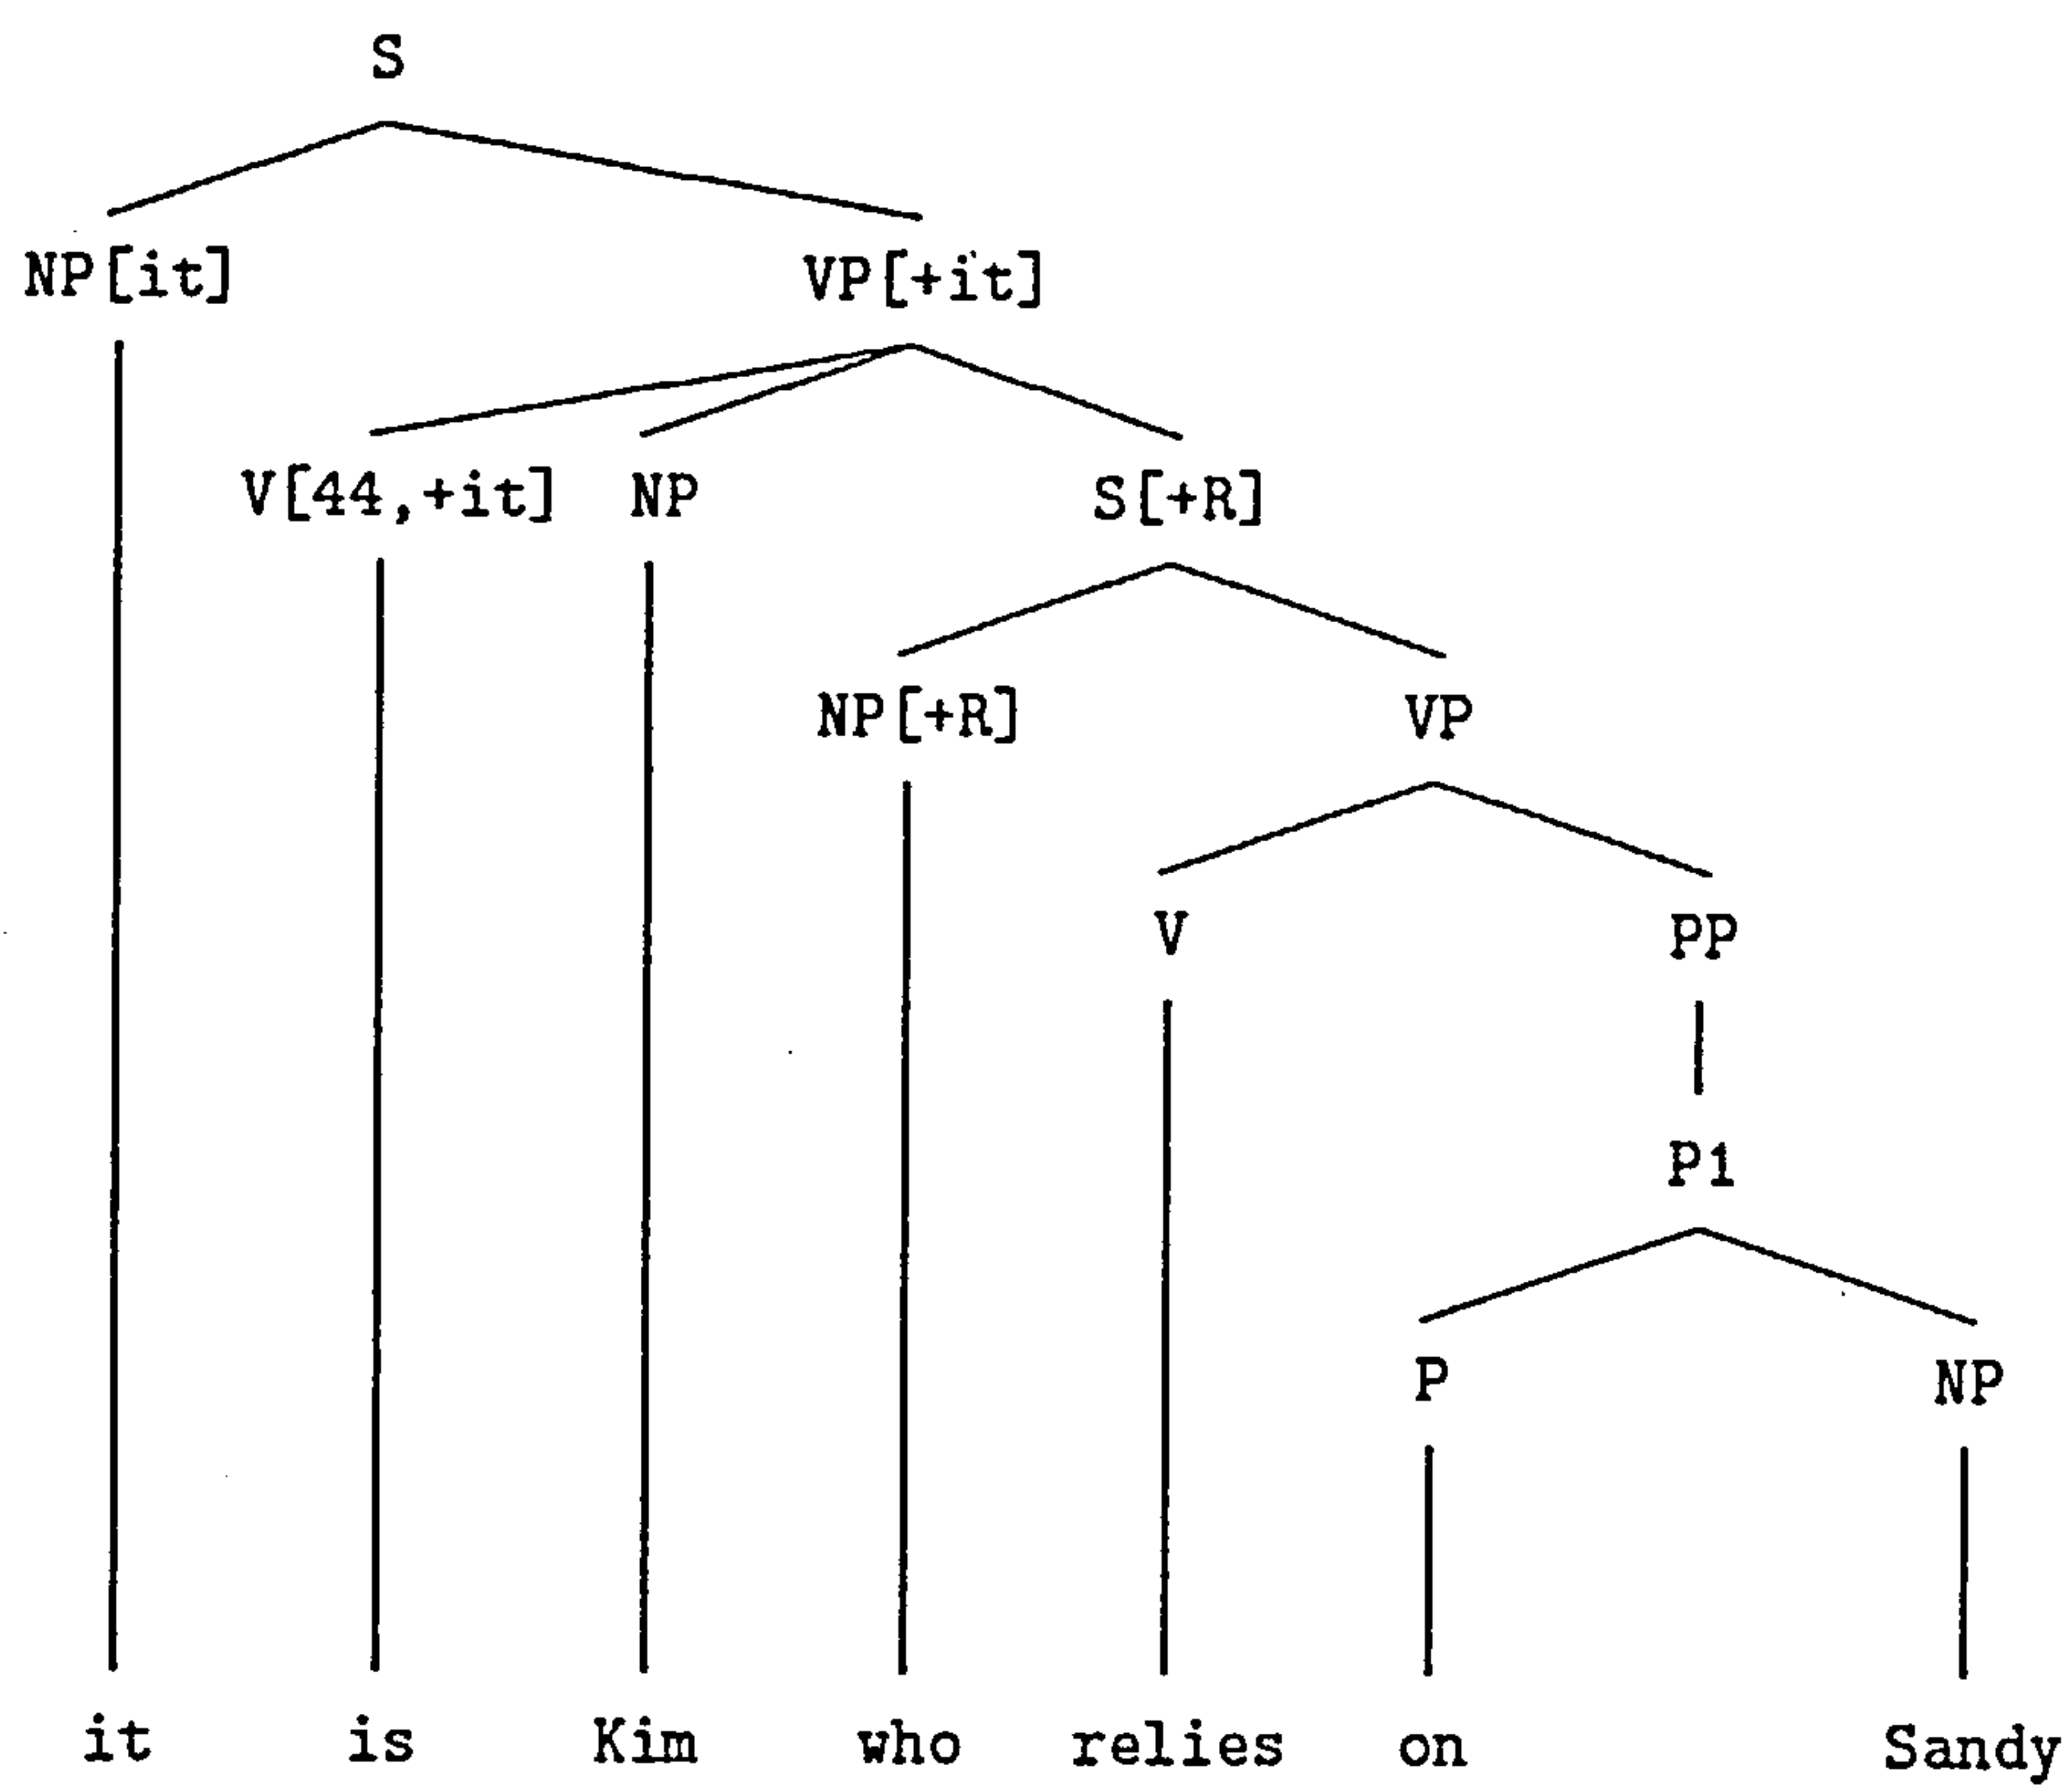 S
NP[it] VP[+it]
V[44,+it] NP S[+R]
NP[+R] VP
V PP
P1
P NP
it is Kim who relies on Sandy